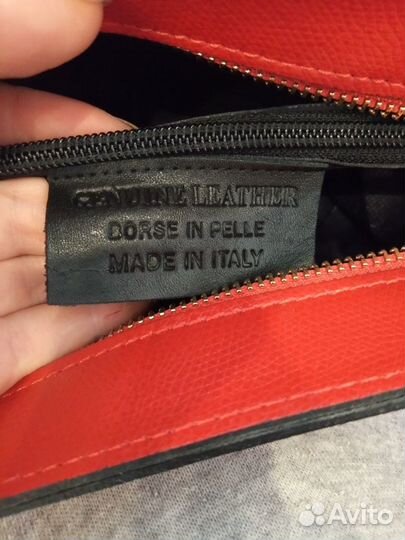 GENUINE LEATHER
BORSE IN PELLE
MADE IN ITALY
Avito